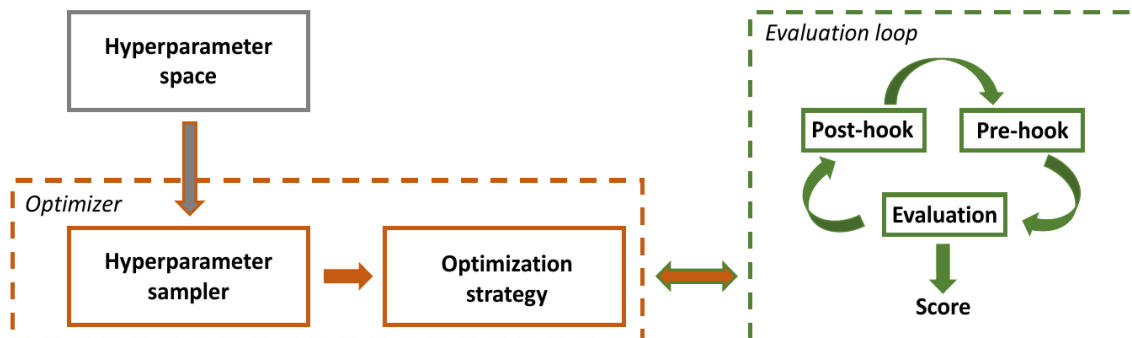 Hyperparameter
space
Optimizer
Hyperparameter
sampler
Optimization
strategy
Evaluation loop
Post-hook
Pre-hook
Evaluation
Score